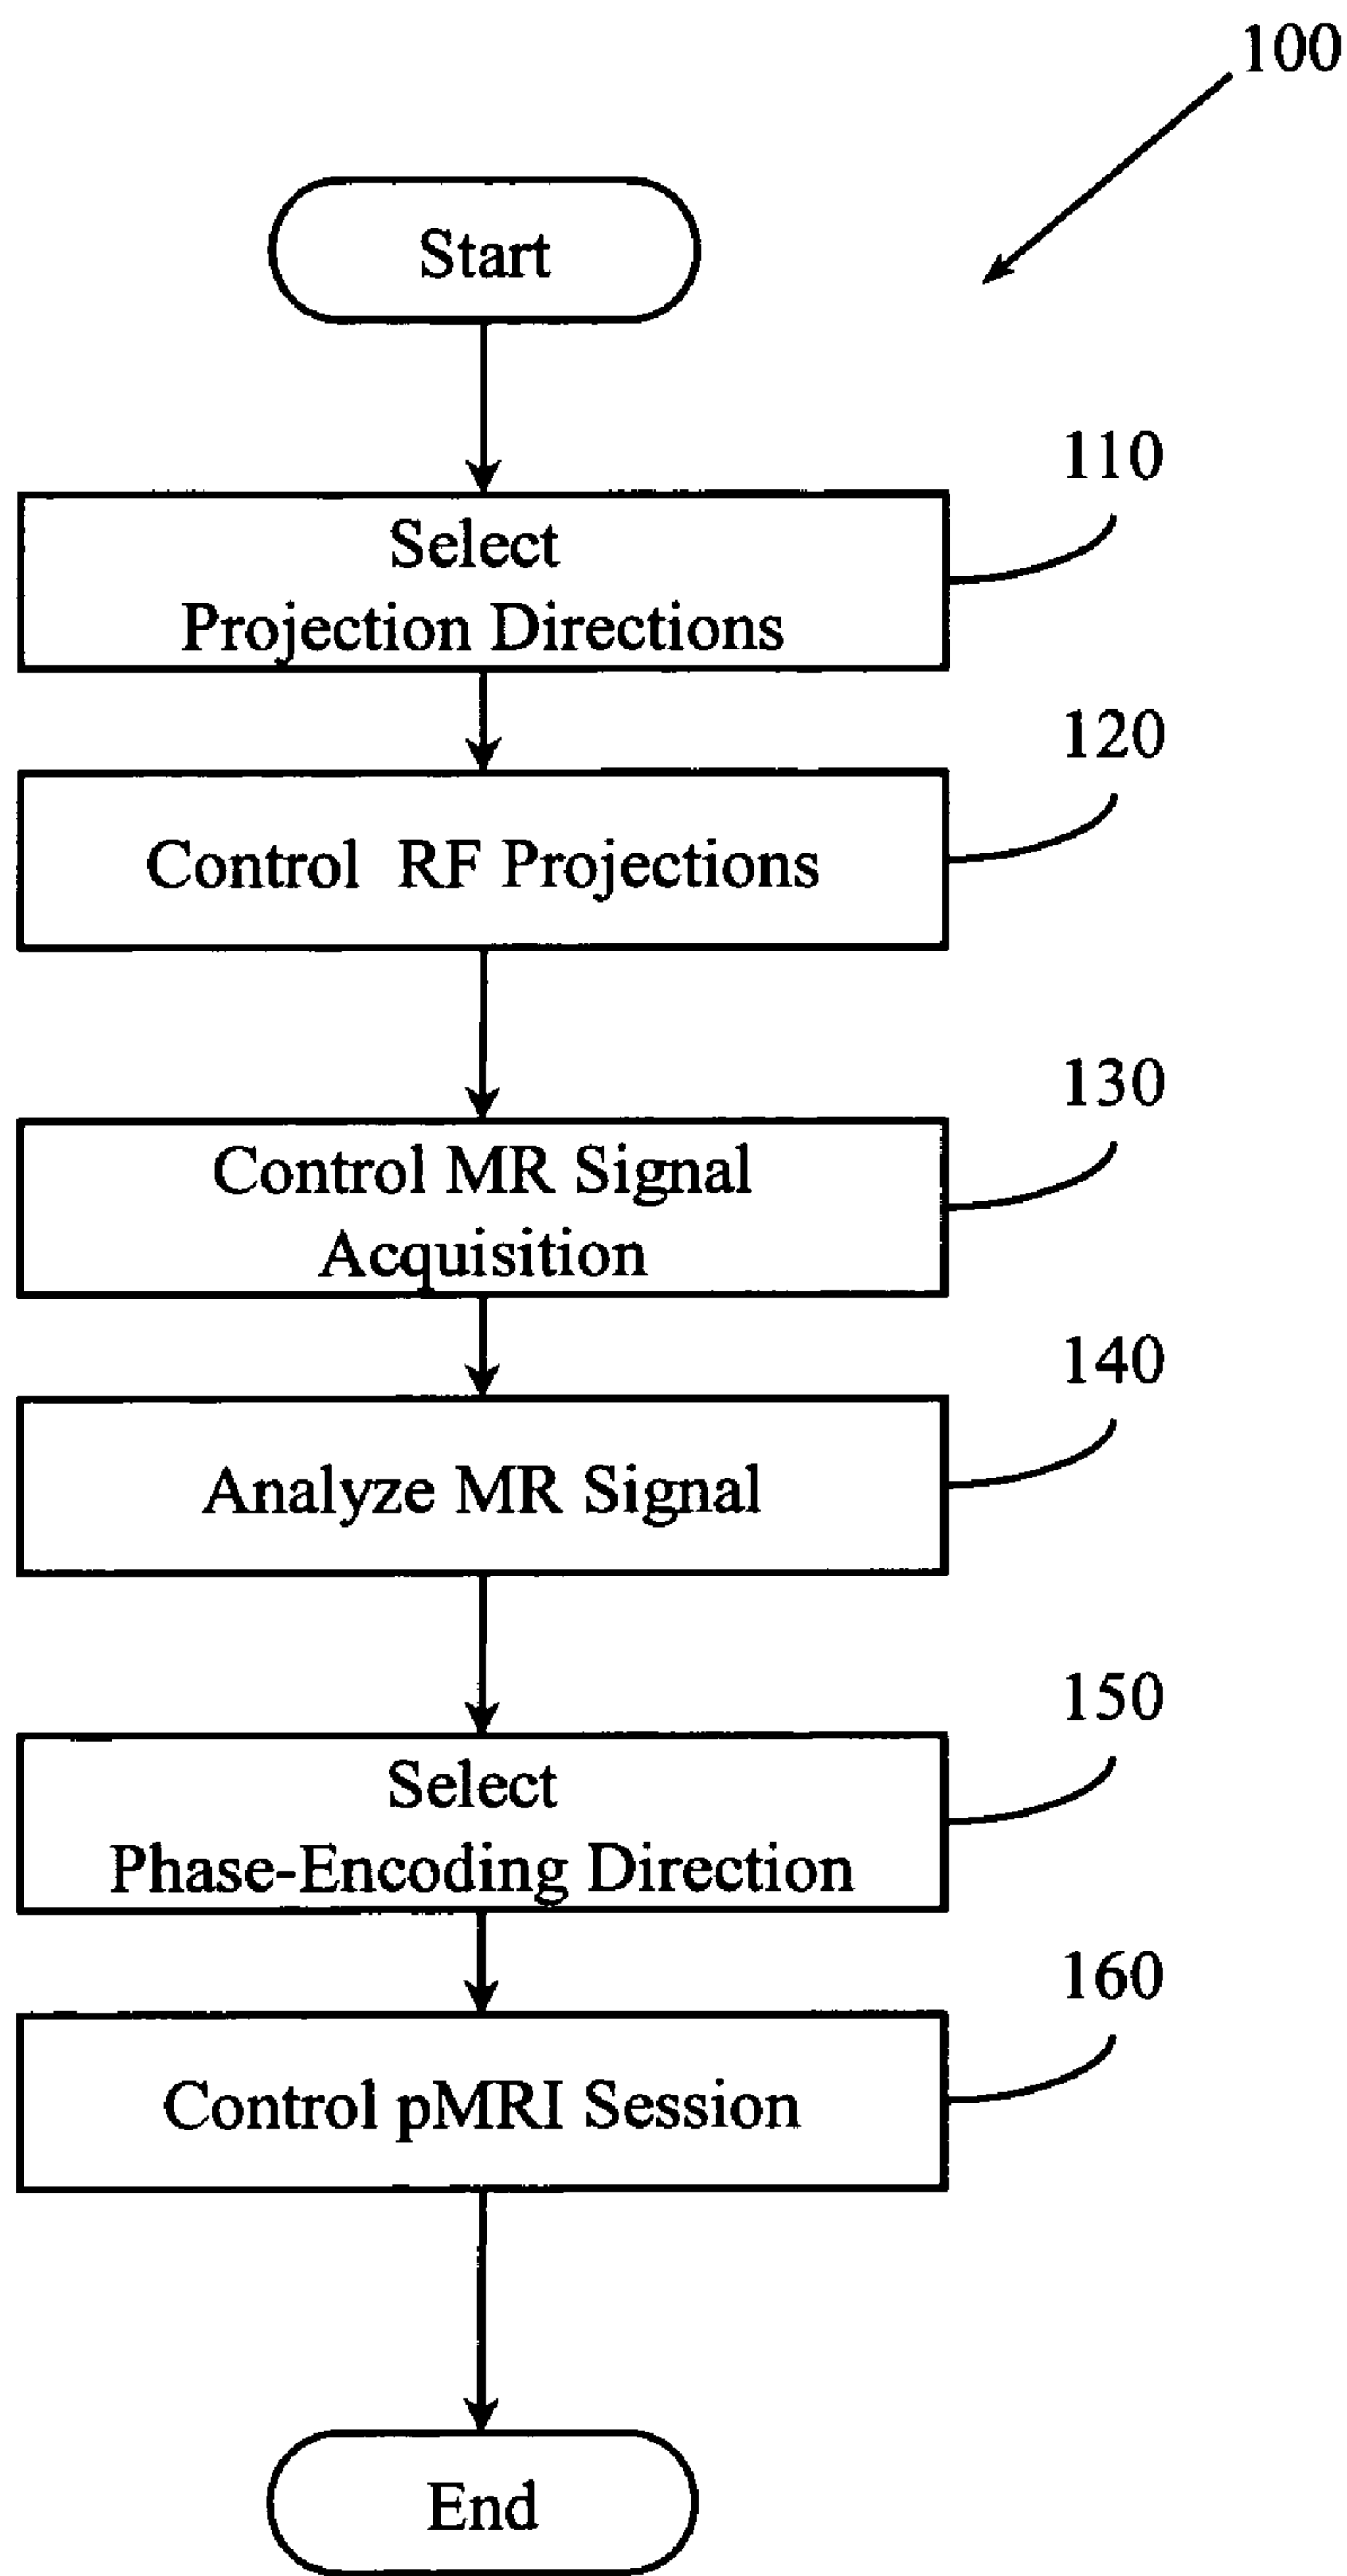 100
Start
110
Select
Projection Directions
120
Control RF Projections
130
Control MR Signal
Acquisition
140
Analyze MR Signal
150
Select
Phase-Encoding Direction
160
Control pMRI Session
End